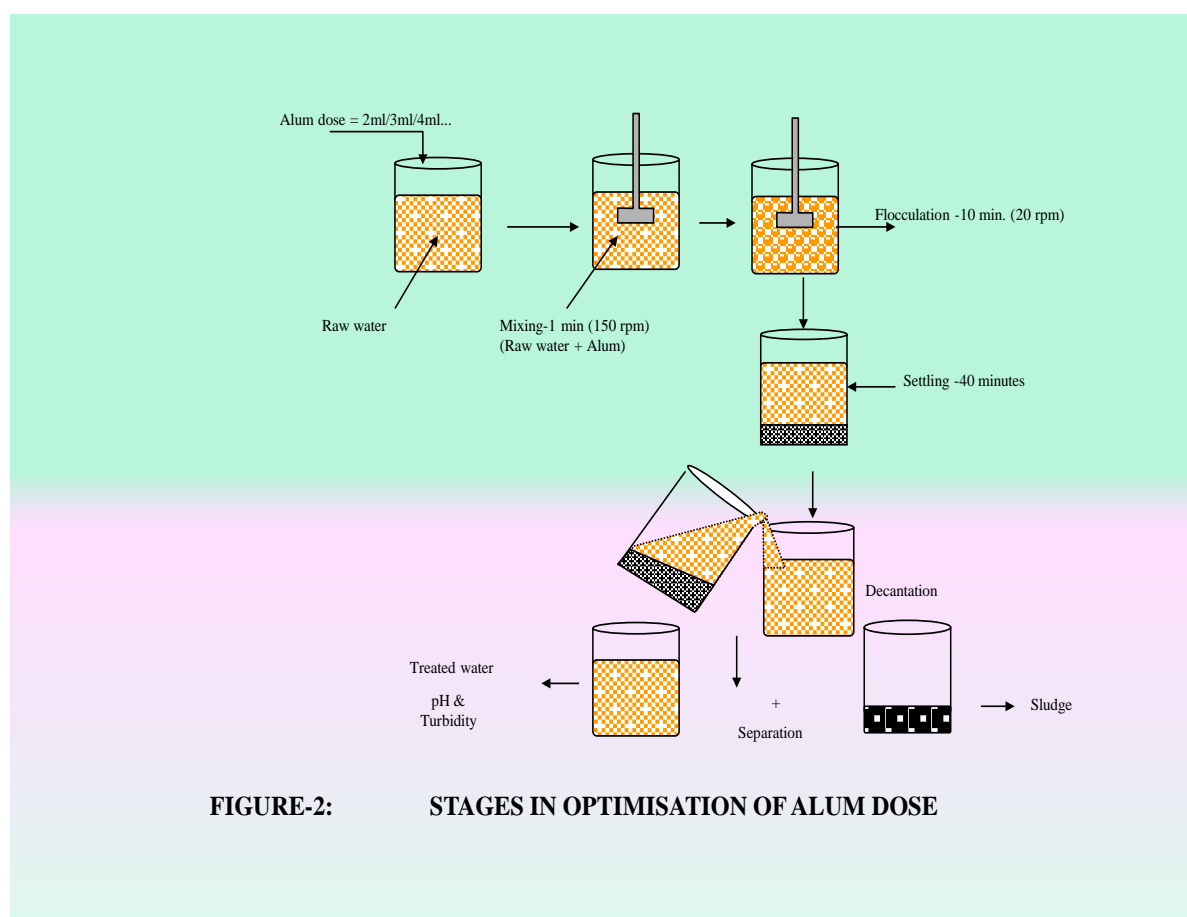 Alum dose = 2ml/3ml/4ml...
Raw water
Mixing-1 min (150 rpm)
(Raw water + Alum)
Flocculation -10 min. (20 rpm)
Settling -40 minutes
Decantation
Treated water
pH &
Turbidity
+
Separation
Sludge
FIGURE-2: STAGES IN OPTIMISATION OF ALUM DOSE